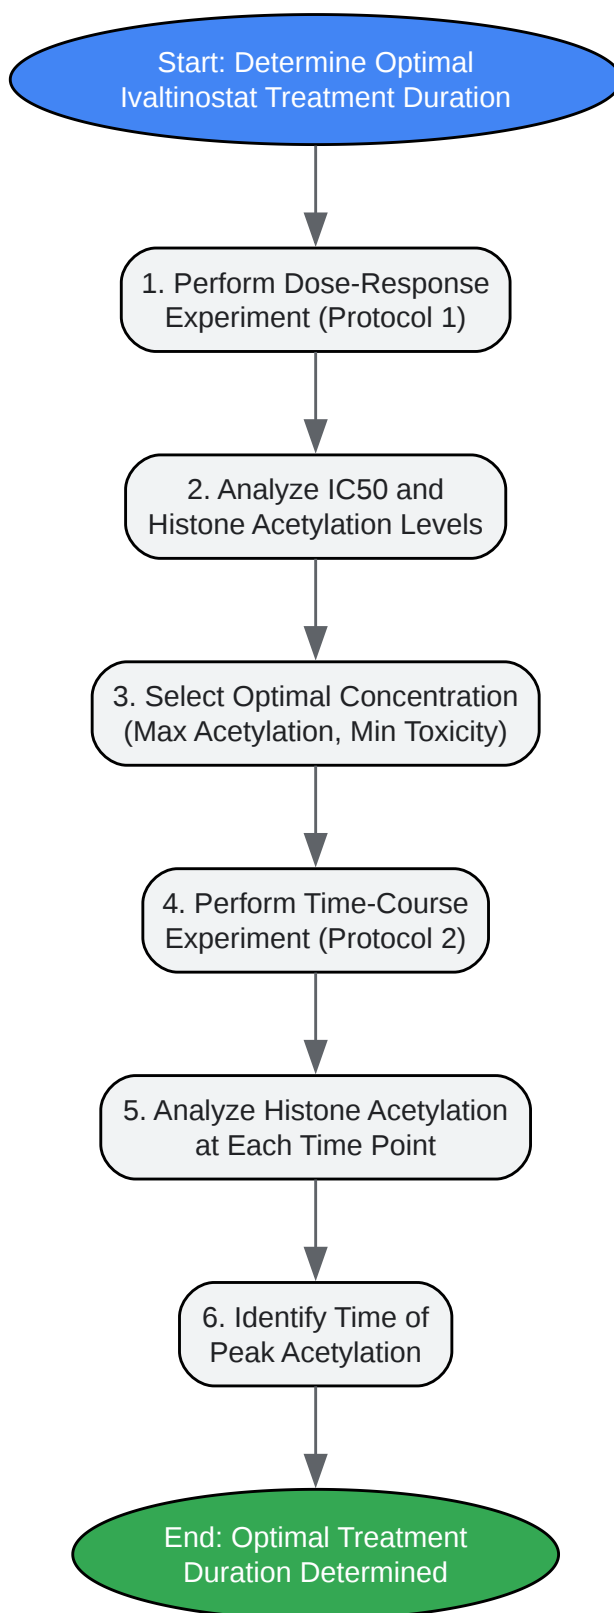 Start: Determine Optimal
Ivaltinostat Treatment Duration
1. Perform Dose-Response
Experiment (Protocol 1)
2. Analyze IC50 and
Histone Acetylation Levels
3. Select Optimal Concentration
(Max Acetylation, Min Toxicity)
4. Perform Time-Course
Experiment (Protocol 2)
5. Analyze Histone Acetylation
at Each Time Point
6. Identify Time of
Peak Acetylation
End: Optimal Treatment
Duration Determined